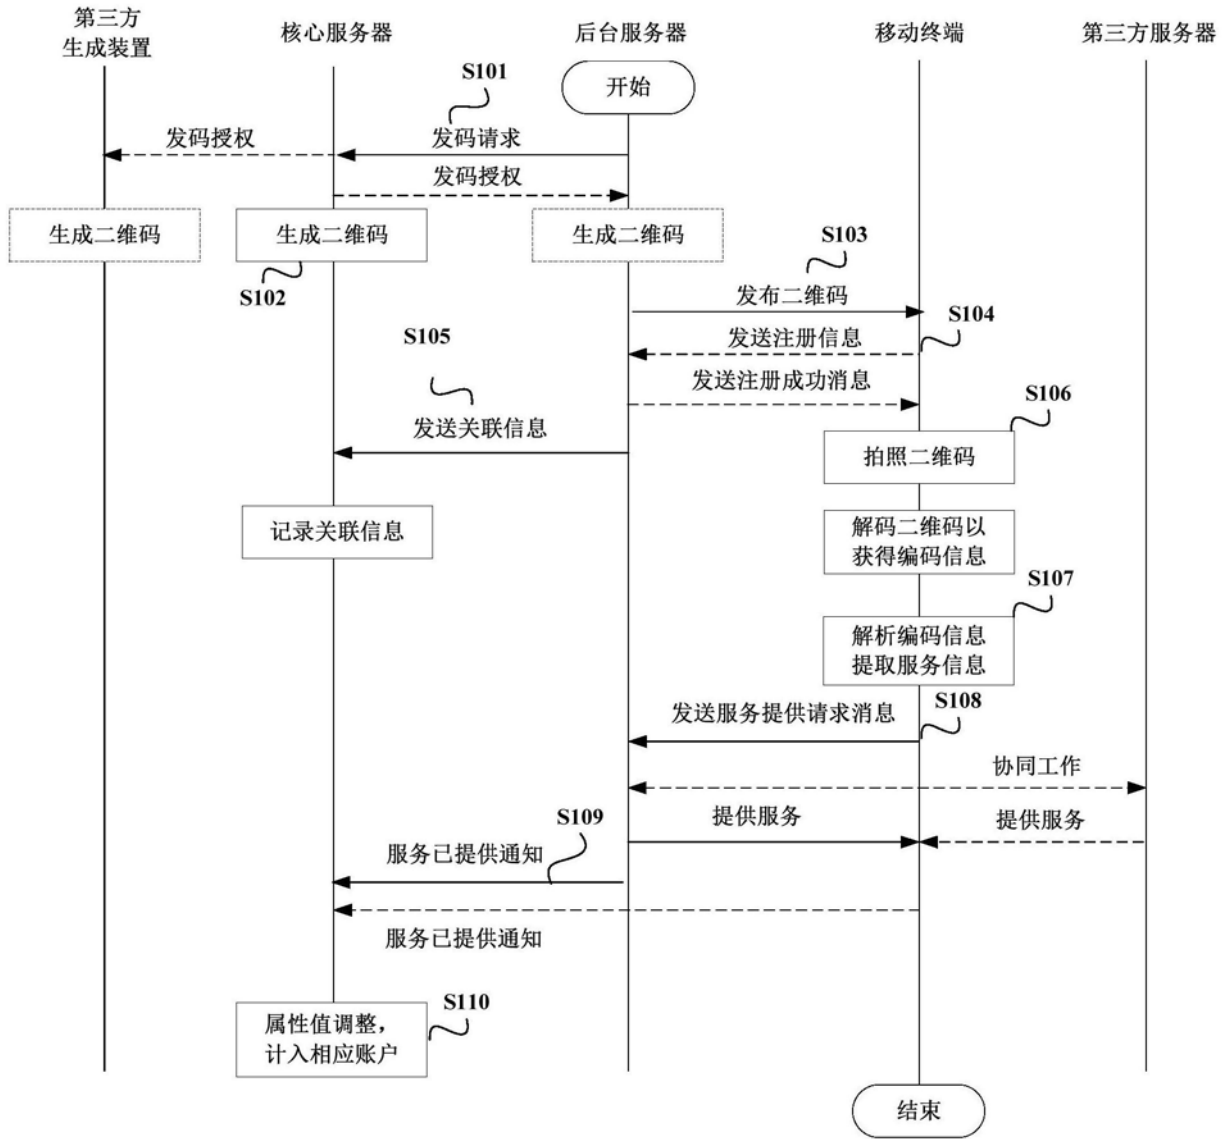 第三方
生成装置
核心服务器
后台服务器
移动终端
第三方服务器
开始
S101
发码授权
发码请求
发码授权
生成二维码
生成二维码
生成二维码
S102
S103
发布二维码
S104
发送注册信息
S105
发送注册成功消息
发送关联信息
S106
拍照二维码
记录关联信息
解码二维码以
获得编码信息
S107
解析编码信息
提取服务信息
S108
发送服务提供请求消息
协同工作
S109
提供服务
提供服务
服务已提供通知
服务已提供通知
S110
属性值调整，
计入相应账户
结束